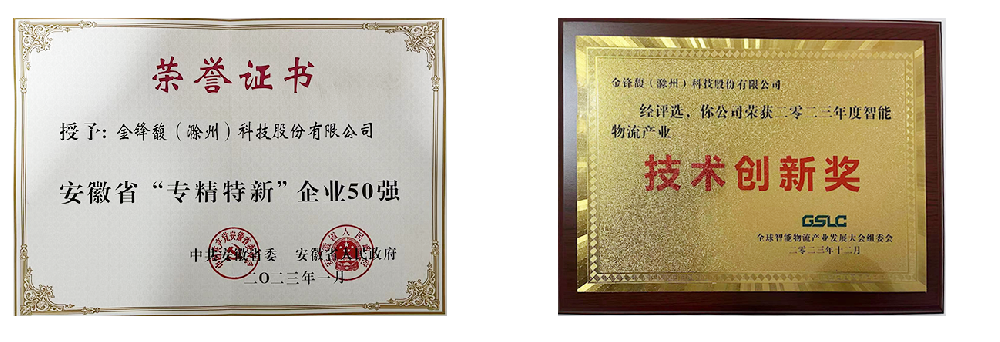 荣誉证书
授予：金锋馥（滁州）科技股份有限公司
安徽省“专精特新”企业50强
中共安徽省委 安徽省人民政府
二〇二三年一月
金锋馥（滁州）科技股份有限公司
经评选，你公司荣获二零二三年度智能
物流产业
技术创新奖
GSLC
全球智能物流产业发展大会组委会
二零二三年十二月